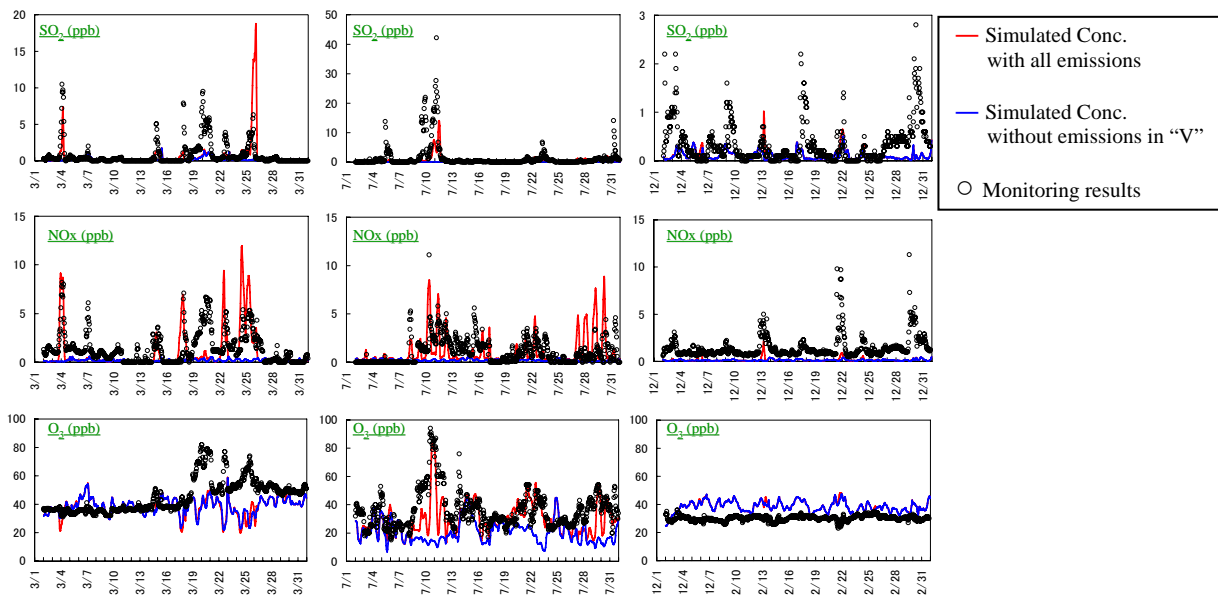 SO₂ (ppb)
20
15
10
5
0
3/1 3/4 3/7 3/10 3/13 3/16 3/19 3/22 3/25 3/28 3/31
SO₂ (ppb)
50
40
30
20
10
0
7/1 7/4 7/7 7/10 7/13 7/16 7/19 7/22 7/25 7/28 7/31
SO₂ (ppb)
3
2
2
1
1
0
12/1 12/4 12/7 12/10 12/13 12/16 12/19 12/22 12/25 12/28 12/31
Simulated Conc.
with all emissions
Simulated Conc.
without emissions in “V”
Monitoring results
NOx (ppb)
15
10
5
0
3/1 3/4 3/7 3/10 3/13 3/16 3/19 3/22 3/25 3/28 3/31
NOx (ppb)
15
10
5
0
7/1 7/4 7/7 7/10 7/13 7/16 7/19 7/22 7/25 7/28 7/31
NOx (ppb)
15
10
5
0
12/1 12/4 12/7 12/10 12/13 12/16 12/19 12/22 12/25 12/28 12/31
O₃ (ppb)
100
80
60
40
20
0
3/1 3/4 3/7 3/10 3/13 3/16 3/19 3/22 3/25 3/28 3/31
O₃ (ppb)
100
80
60
40
20
0
7/1 7/4 7/7 7/10 7/13 7/16 7/19 7/22 7/25 7/28 7/31
O₃ (ppb)
100
80
60
40
20
0
12/1 12/4 12/7 2/10 2/13 2/16 2/19 2/22 2/25 2/28 2/31